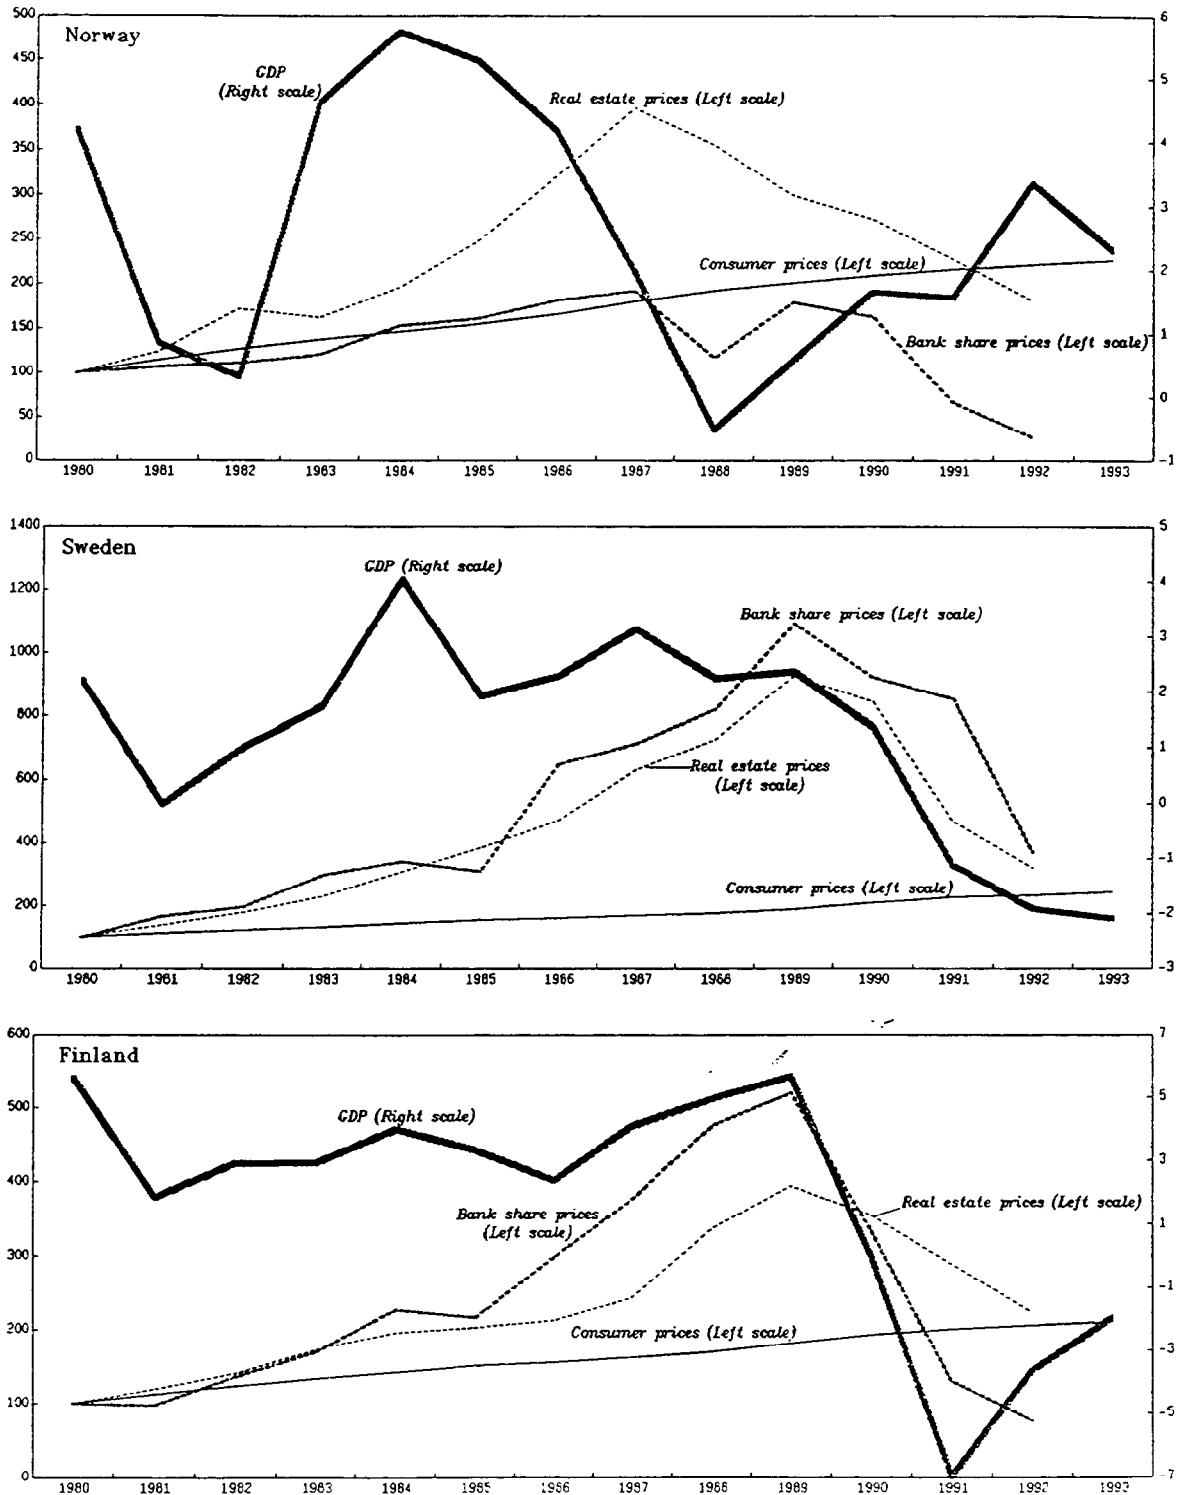 500
450
400
350
300
250
200
150
100
50
0
Norway
GDP
(Right scale)
Real estate prices (Left scale)
Consumer prices (Left scale)
Bank share prices (Left scale)
6
5
4
3
2
1
0
-1
1980 1981 1982 1983 1984 1985 1986 1987 1988 1989 1990 1991 1992 1993
1400
1200
1000
800
600
400
200
0
Sweden
GDP (Right scale)
Bank share prices (Left scale)
Real estate prices
(Left scale)
Consumer prices (Left scale)
5
4
3
2
1
0
-1
-2
-3
1980 1981 1982 1983 1984 1985 1986 1987 1988 1989 1990 1991 1992 1993
600
500
400
300
200
100
0
Finland
GDP (Right scale)
Bank share prices
(Left scale)
Real estate prices (Left scale)
Consumer prices (Left scale)
7
5
3
1
-1
-3
-5
-7
1980 1981 1982 1983 1984 1985 1986 1987 1988 1989 1990 1991 1992 1993